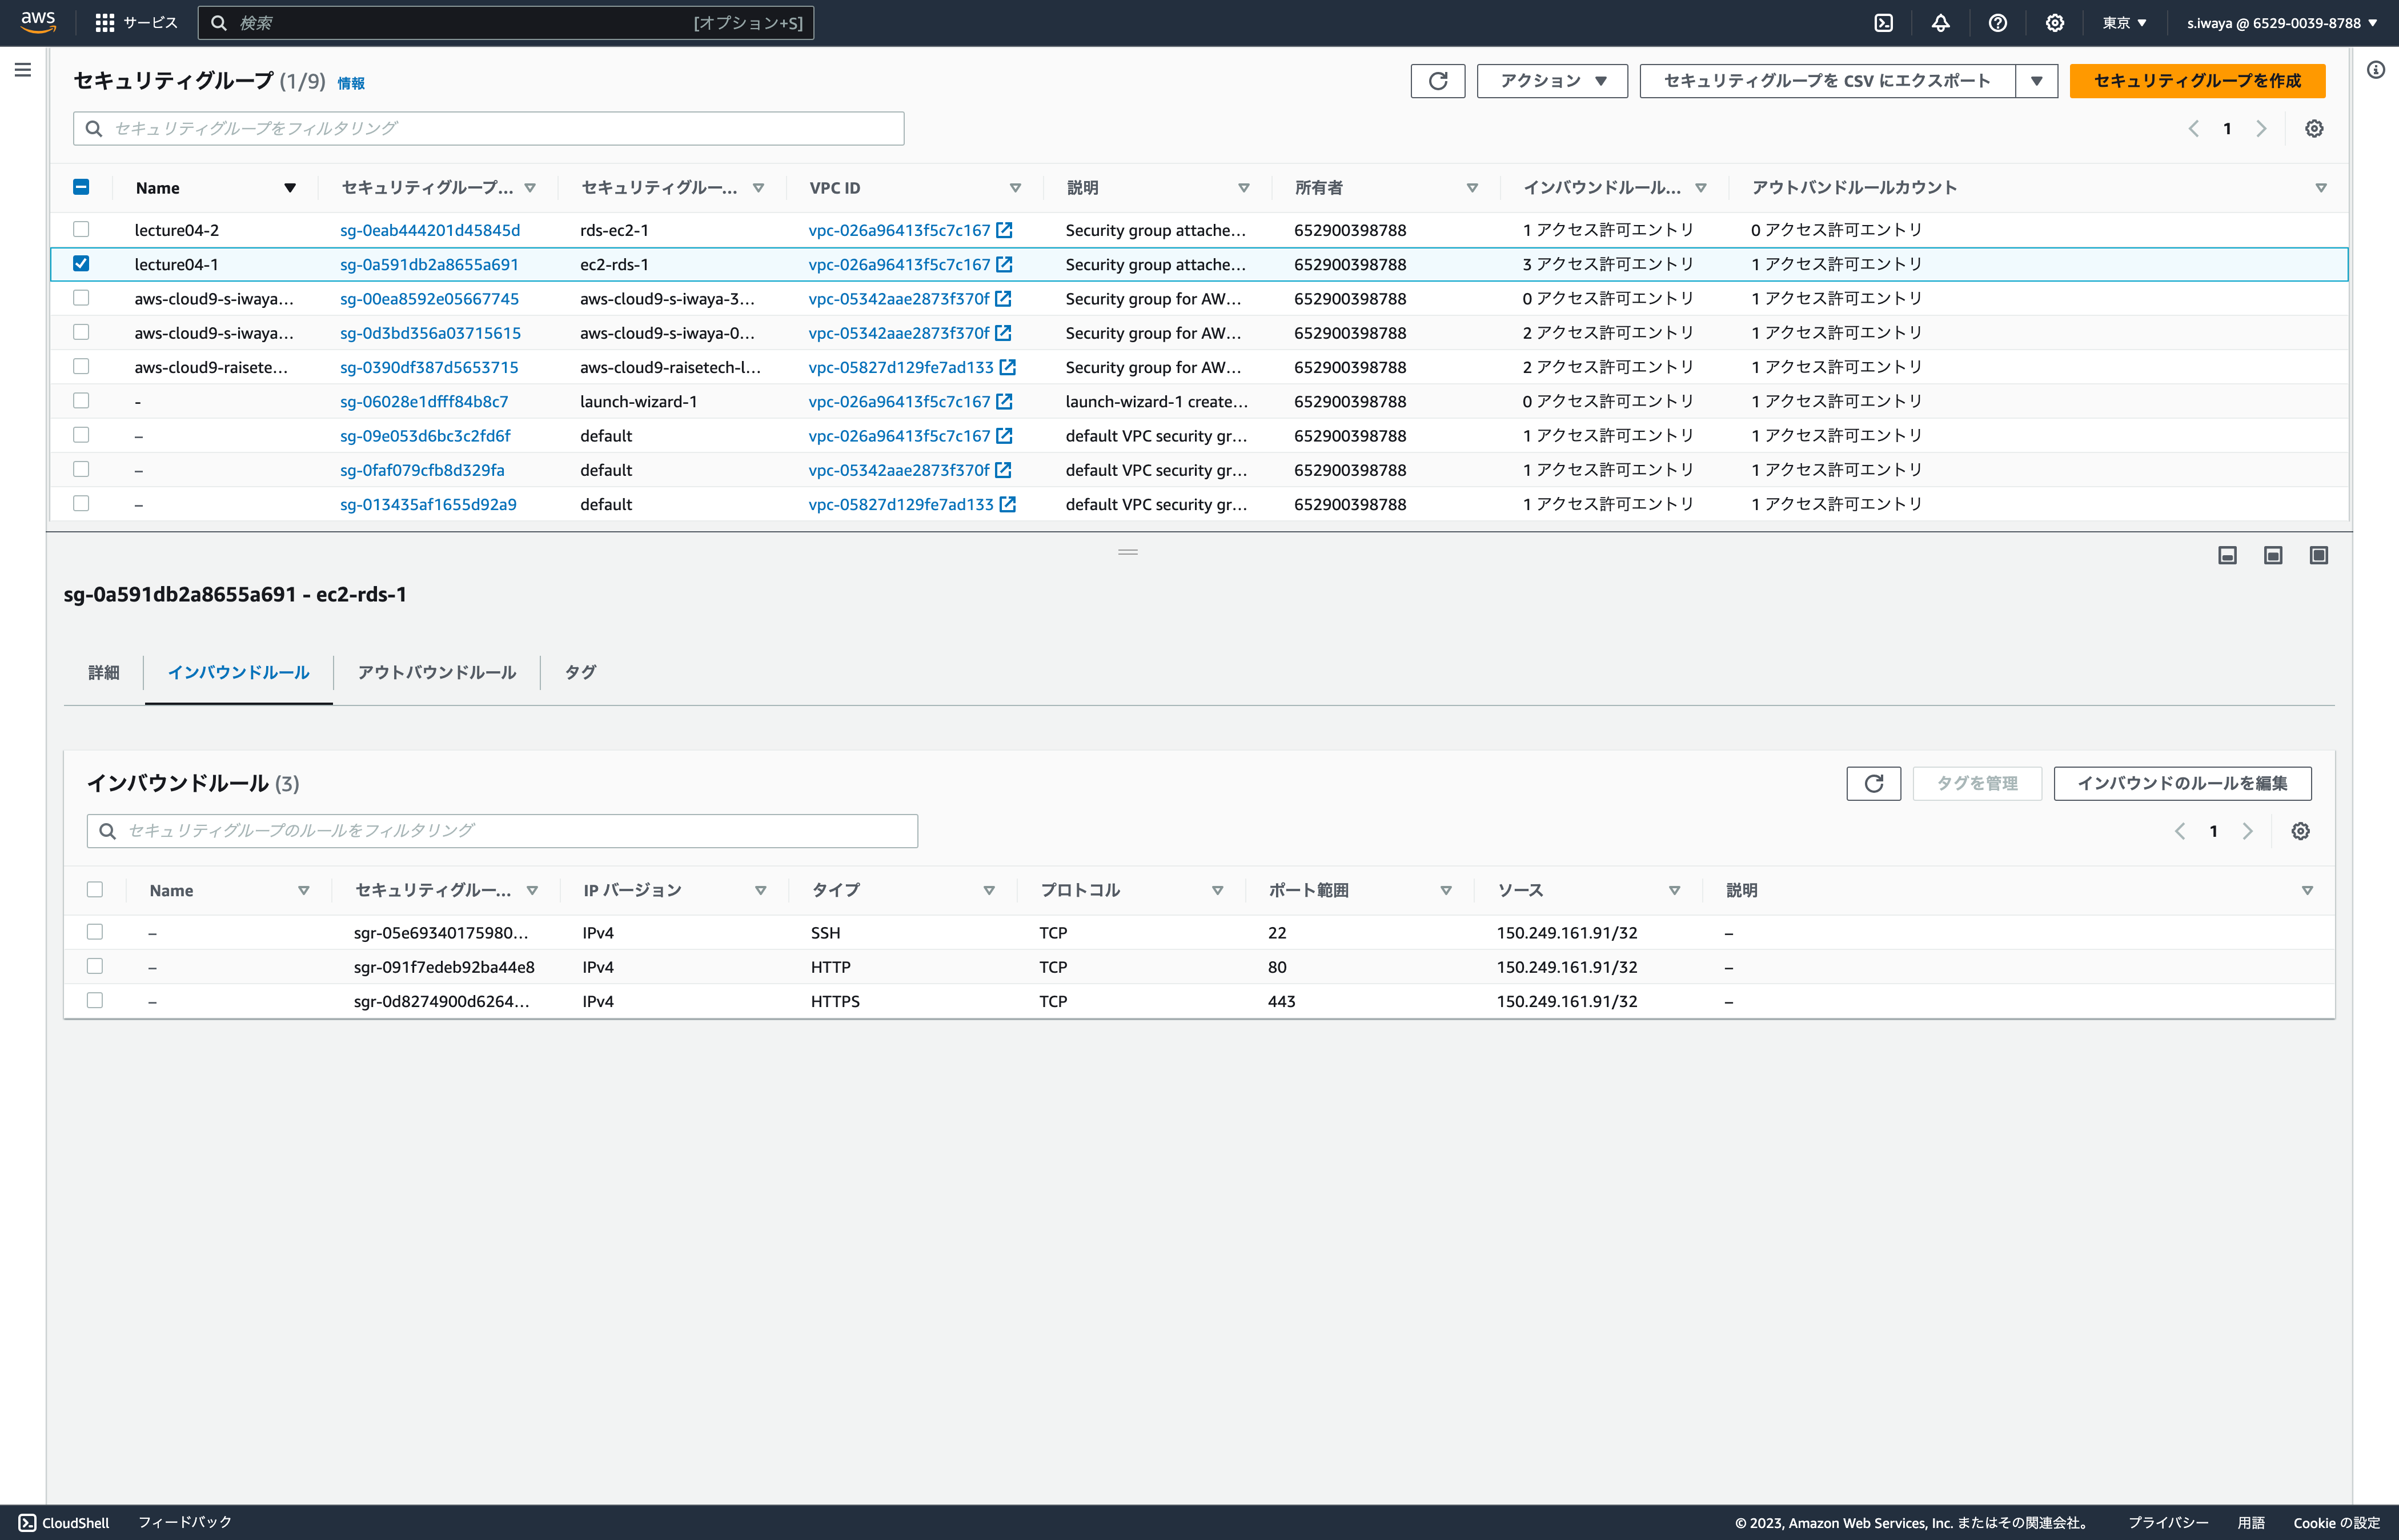 aws サービス 検索 [オプション+S] 東京 s.iwaya @ 6529-0039-8788
セキュリティグループ (1/9) 情報 アクション セキュリティグループを CSV にエクスポート セキュリティグループを作成
セキュリティグループをフィルタリング 1
Name セキュリティグループ… セキュリティグルー… VPC ID 説明 所有者 インバウンドルール… アウトバンドルールカウント
lecture04-2 sg-0eab444201d45845d rds-ec2-1 vpc-026a96413f5c7c167 Security group attache… 652900398788 1 アクセス許可エントリ 0 アクセス許可エントリ
lecture04-1 sg-0a591db2a8655a691 ec2-rds-1 vpc-026a96413f5c7c167 Security group attache… 652900398788 3 アクセス許可エントリ 1 アクセス許可エントリ
aws-cloud9-s-iwaya… sg-00ea8592e05667745 aws-cloud9-s-iwaya-3… vpc-05342aae2873f370f Security group for AW… 652900398788 0 アクセス許可エントリ 1 アクセス許可エントリ
aws-cloud9-s-iwaya… sg-0d3bd356a03715615 aws-cloud9-s-iwaya-0… vpc-05342aae2873f370f Security group for AW… 652900398788 2 アクセス許可エントリ 1 アクセス許可エントリ
aws-cloud9-raisete… sg-0390df387d5653715 aws-cloud9-raisetech-l… vpc-05827d129fe7ad133 Security group for AW… 652900398788 2 アクセス許可エントリ 1 アクセス許可エントリ
- sg-06028e1dfff84b8c7 launch-wizard-1 vpc-026a96413f5c7c167 launch-wizard-1 create… 652900398788 0 アクセス許可エントリ 1 アクセス許可エントリ
– sg-09e053d6bc3c2fd6f default vpc-026a96413f5c7c167 default VPC security gr… 652900398788 1 アクセス許可エントリ 1 アクセス許可エントリ
– sg-0faf079cfb8d329fa default vpc-05342aae2873f370f default VPC security gr… 652900398788 1 アクセス許可エントリ 1 アクセス許可エントリ
– sg-013435af1655d92a9 default vpc-05827d129fe7ad133 default VPC security gr… 652900398788 1 アクセス許可エントリ 1 アクセス許可エントリ
sg-0a591db2a8655a691 - ec2-rds-1
詳細 インバウンドルール アウトバウンドルール タグ
インバウンドルール (3) タグを管理 インバウンドのルールを編集
セキュリティグループのルールをフィルタリング 1
Name セキュリティグルー… IP バージョン タイプ プロトコル ポート範囲 ソース 説明
– sgr-05e69340175980… IPv4 SSH TCP 22 150.249.161.91/32 –
– sgr-091f7edeb92ba44e8 IPv4 HTTP TCP 80 150.249.161.91/32 –
– sgr-0d8274900d6264… IPv4 HTTPS TCP 443 150.249.161.91/32 –
CloudShell フィードバック © 2023, Amazon Web Services, Inc. またはその関連会社。 プライバシー 用語 Cookie の設定